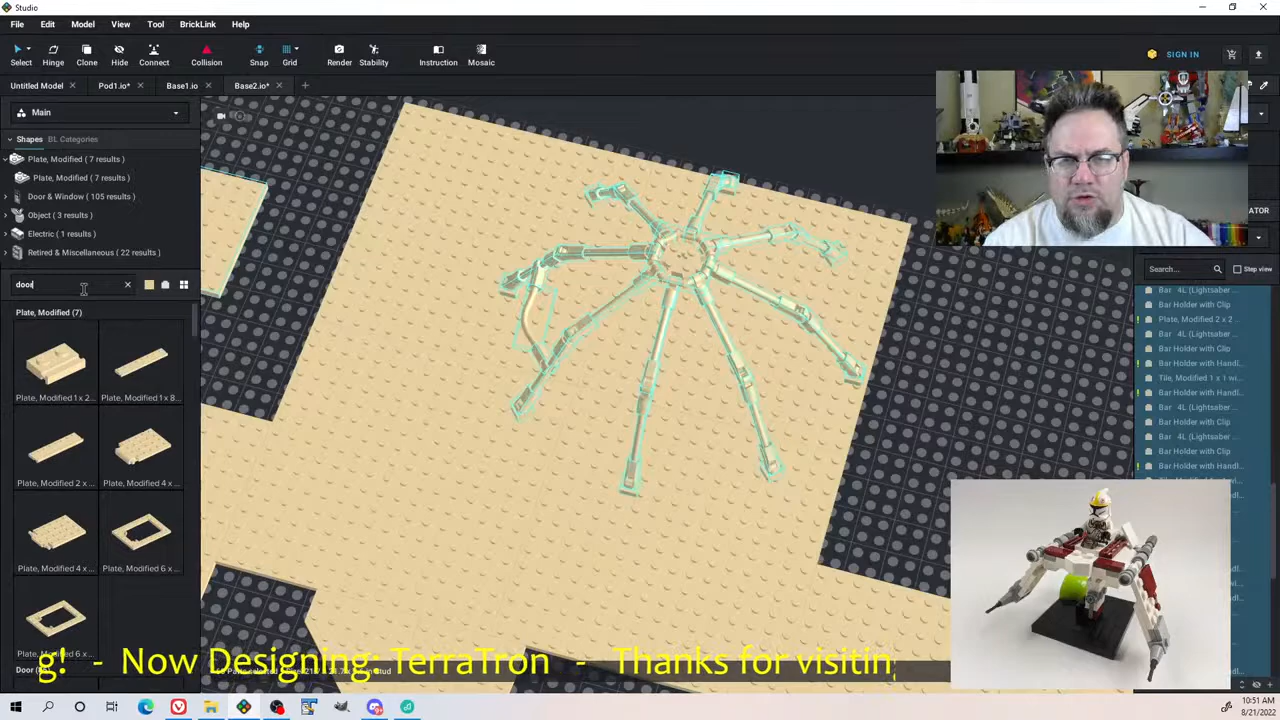 Studio
File Edit Model View Tool BrickLink Help
Select Hinge Clone Hide Connect Collision Snap Grid Render Stability Instruction Mosaic SIGN IN
Untitled Model Pod1.io* Base1.io Base2.io* +
Main
Shapes BL Categories
Plate, Modified ( 7 results )
Plate, Modified ( 7 results )
Door & Window ( 105 results )
ATOR
Object ( 3 results )
Electric ( 1 results )
Retired & Miscellaneous ( 22 results )
Search... Step view
door
Bar 4L (Lightsaber ...
Bar Holder with Clip
Plate, Modified (7)
Plate, Modified 2 x 2 ...
Bar 4L (Lightsaber ...
Bar Holder with Clip
Bar Holder with Handl...
Tile, Modified 1 x 1 wi...
Bar Holder with Handl...
Plate, Modified 1 x 2... Plate, Modified 1 x 8...
Bar 4L (Lightsaber ...
Bar Holder with Clip
Bar 4L (Lightsaber ...
Bar Holder with Clip
Bar Holder with Handl...
Plate, Modified 2 x ... Plate, Modified 4 x ...
Plate, Modified 4 x ... Plate, Modified 6 x ...
Plate, Modified 6 x ...
g! - Now Designing: TerraTron - Thanks for visitin
10:51 AM
8/21/2022